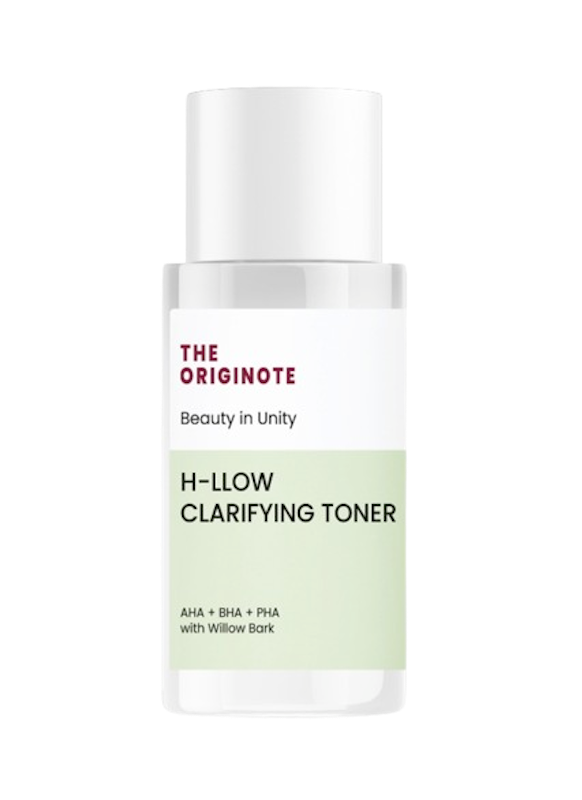 THE
ORIGINOTE
Beauty in Unity
H-LLOW
CLARIFYING TONER
AHA + BHA + PHA
with Willow Bark